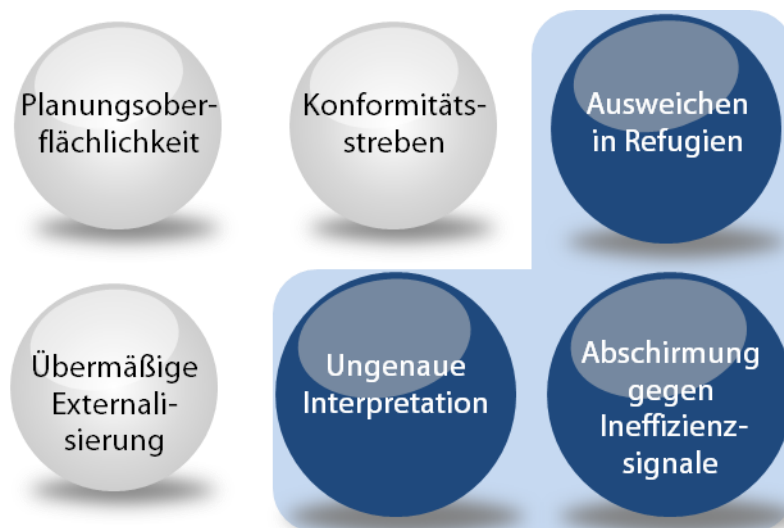 Planungsober-
flächlichkeit
Konformitäts-
streben
Ausweichen
in Refugien
Übermäßige
Externali-
sierung
Ungenaue
Interpretation
Abschirmung
gegen
Ineffizienz-
signale